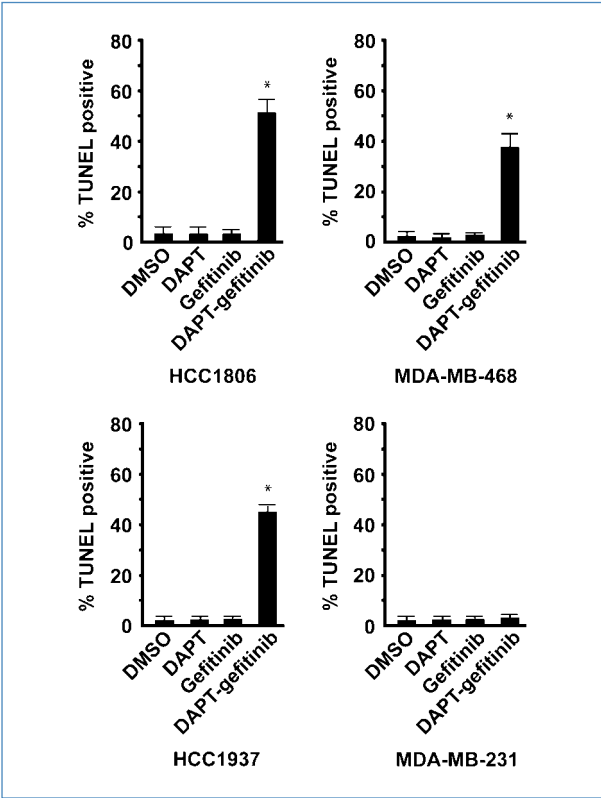 % TUNEL positive
80
60
40
20
0
*
DMSO
DAPT
Gefitinib
DAPT-gefitinib
HCC1806
% TUNEL positive
80
60
40
20
0
*
DMSO
DAPT
Gefitinib
DAPT-gefitinib
MDA-MB-468
% TUNEL positive
80
60
40
20
0
*
DMSO
DAPT
Gefitinib
DAPT-gefitinib
HCC1937
% TUNEL positive
80
60
40
20
0
DMSO
DAPT
Gefitinib
DAPT-gefitinib
MDA-MB-231